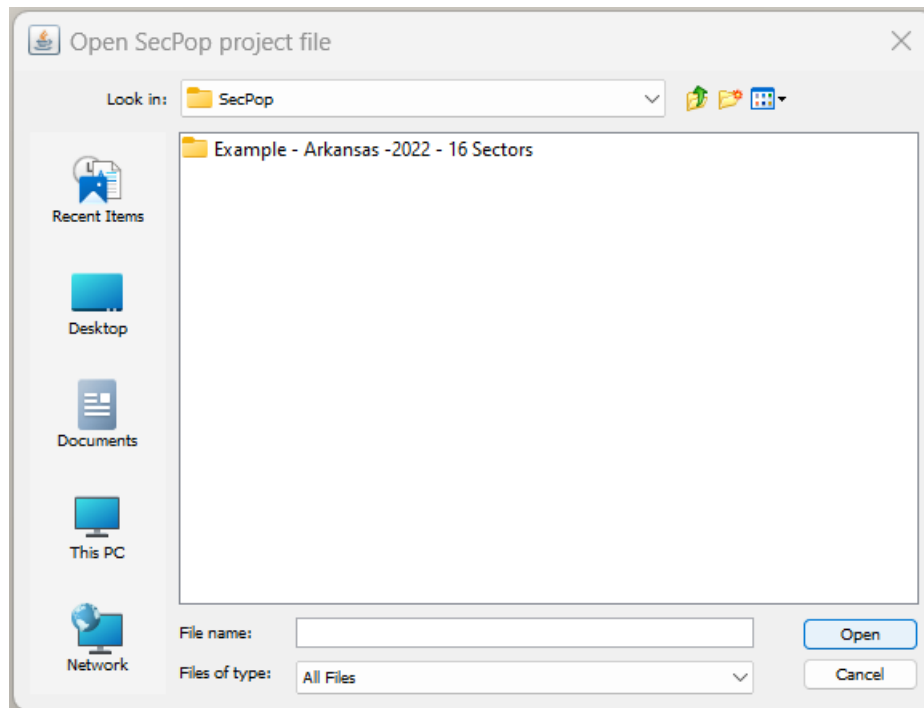 Open SecPop project file
Look in:
SecPop
Example - Arkansas -2022 - 16 Sectors
Recent Items
Desktop
Documents
This PC
Network
File name:
Open
Files of type:
All Files
Cancel